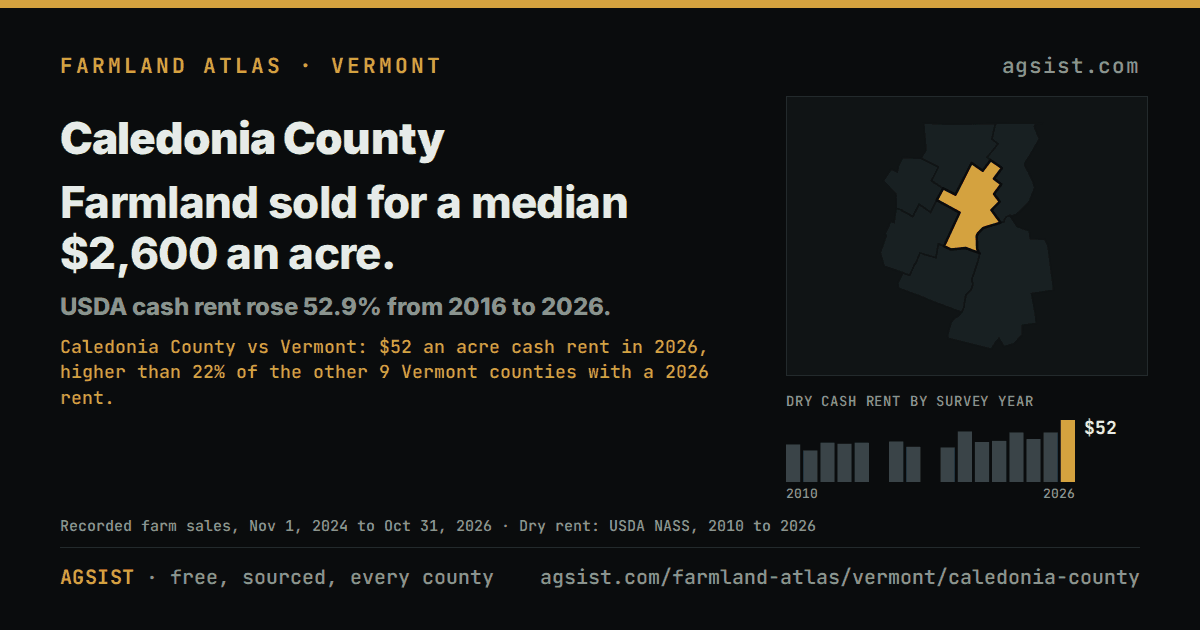 FARMLAND ATLAS · VERMONT
agsist.com
Caledonia County
Farmland sold for a median
$2,600 an acre.
USDA cash rent rose 52.9% from 2016 to 2026.
Caledonia County vs Vermont: $52 an acre cash rent in 2026,
higher than 22% of the other 9 Vermont counties with a 2026
rent.
DRY CASH RENT BY SURVEY YEAR
$52
2010
2026
Recorded farm sales, Nov 1, 2024 to Oct 31, 2026 · Dry rent: USDA NASS, 2010 to 2026
AGSIST · free, sourced, every county
agsist.com/farmland-atlas/vermont/caledonia-county